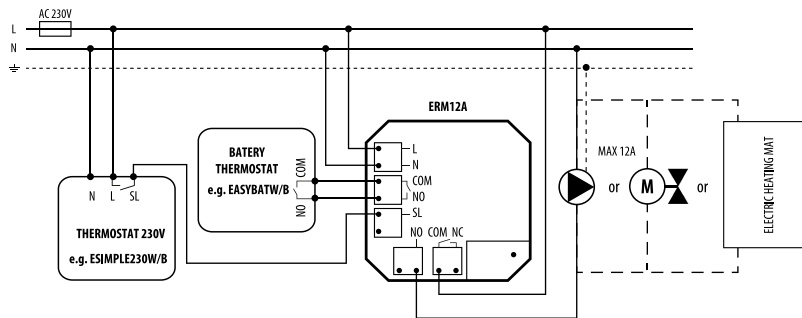 AC 230V
L
N
ERM12A
BATERY
THERMOSTAT
e.g. EASYBATW/B
COM
NO
L
N
COM
NO
SL
NO COM NC
MAX 12A
or
M
or
ELECTRIC HEATING MAT
N L SL
THERMOSTAT 230V
e.g. ESIMPLE230W/B